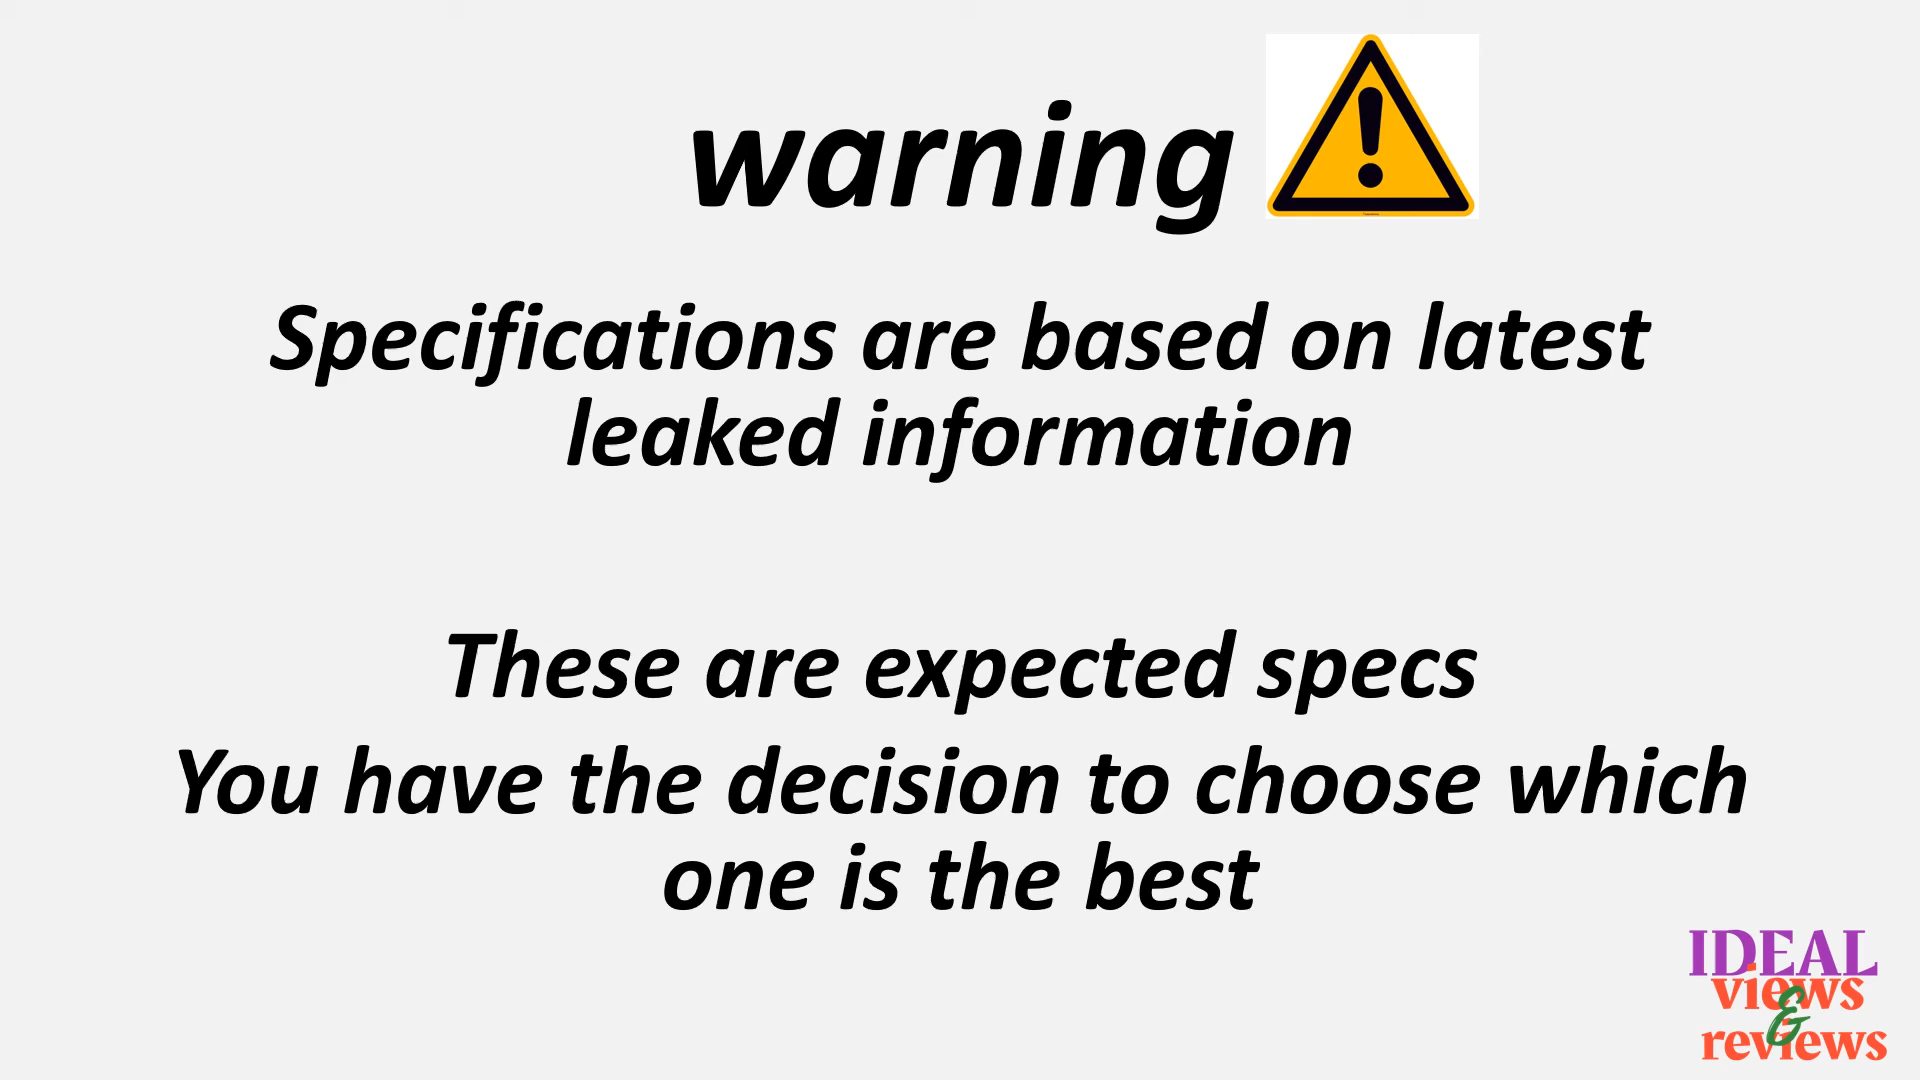 warning
Specifications are based on latest
leaked information
These are expected specs
You have the decision to choose which
one is the best
IDEAL
views
&
reviews